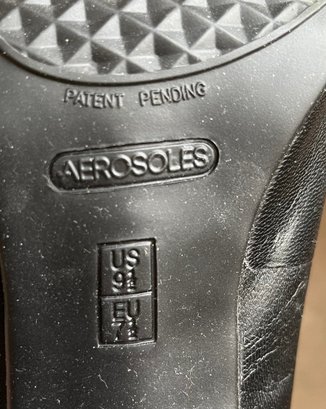 PATENT PENDING
AEROSOLES
US
9½
EU
7½